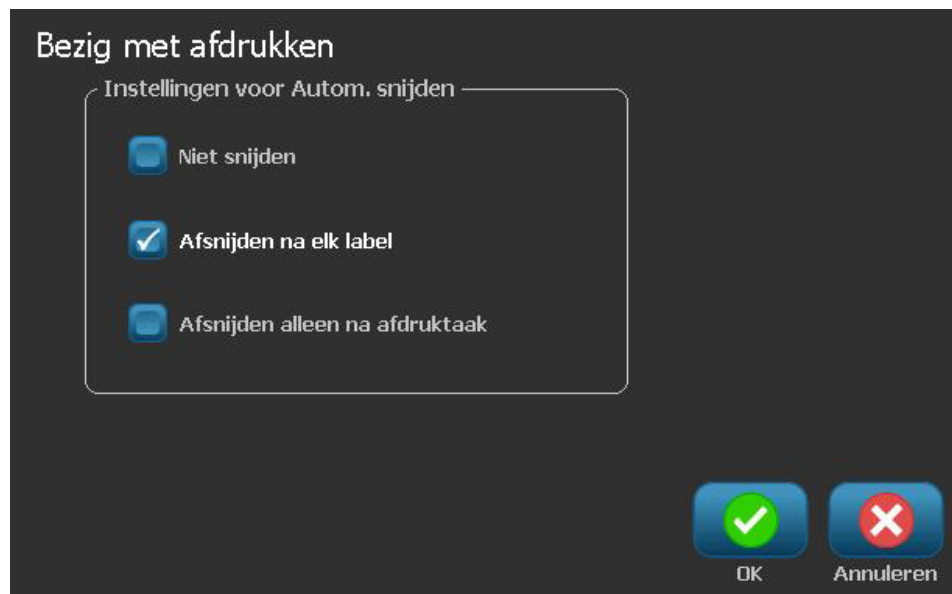 Bezig met afdrukken
Instellingen voor Autom. snijden
Niet snijden
Afsnijden na elk label
Afsnijden alleen na afdruktaak
OK
Annuleren